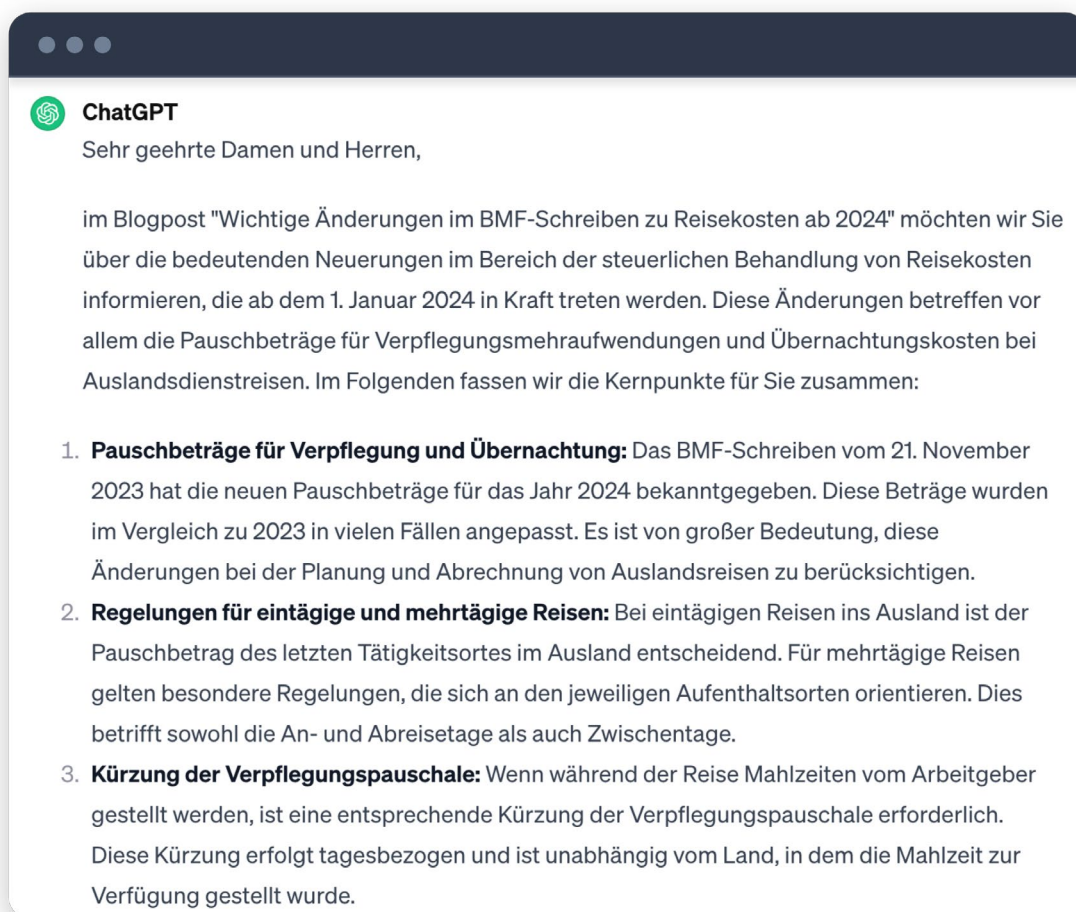 ChatGPT
Sehr geehrte Damen und Herren,
im Blogpost "Wichtige Änderungen im BMF-Schreiben zu Reisekosten ab 2024" möchten wir Sie
über die bedeutenden Neuerungen im Bereich der steuerlichen Behandlung von Reisekosten
informieren, die ab dem 1. Januar 2024 in Kraft treten werden. Diese Änderungen betreffen vor
allem die Pauschbeträge für Verpflegungsmehraufwendungen und Übernachtungskosten bei
Auslandsdienstreisen. Im Folgenden fassen wir die Kernpunkte für Sie zusammen:
1. Pauschbeträge für Verpflegung und Übernachtung: Das BMF-Schreiben vom 21. November
2023 hat die neuen Pauschbeträge für das Jahr 2024 bekanntgegeben. Diese Beträge wurden
im Vergleich zu 2023 in vielen Fällen angepasst. Es ist von großer Bedeutung, diese
Änderungen bei der Planung und Abrechnung von Auslandsreisen zu berücksichtigen.
2. Regelungen für eintägige und mehrtägige Reisen: Bei eintägigen Reisen ins Ausland ist der
Pauschbetrag des letzten Tätigkeitsortes im Ausland entscheidend. Für mehrtägige Reisen
gelten besondere Regelungen, die sich an den jeweiligen Aufenthaltsorten orientieren. Dies
betrifft sowohl die An- und Abreisetage als auch Zwischentage.
3. Kürzung der Verpflegungspauschale: Wenn während der Reise Mahlzeiten vom Arbeitgeber
gestellt werden, ist eine entsprechende Kürzung der Verpflegungspauschale erforderlich.
Diese Kürzung erfolgt tagesbezogen und ist unabhängig vom Land, in dem die Mahlzeit zur
Verfügung gestellt wurde.